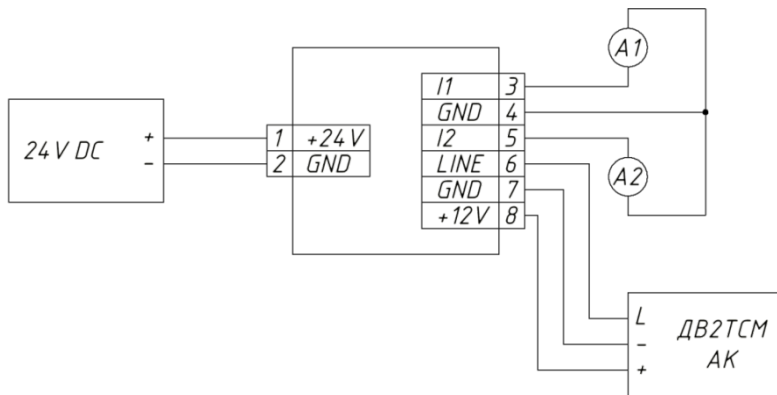 A1
I1 3
GND 4
24V DC + 1 +24V I2 5
- 2 GND LINE 6
A2
GND 7
+12V 8
L
ДВ2ТСМ
-
АК
+